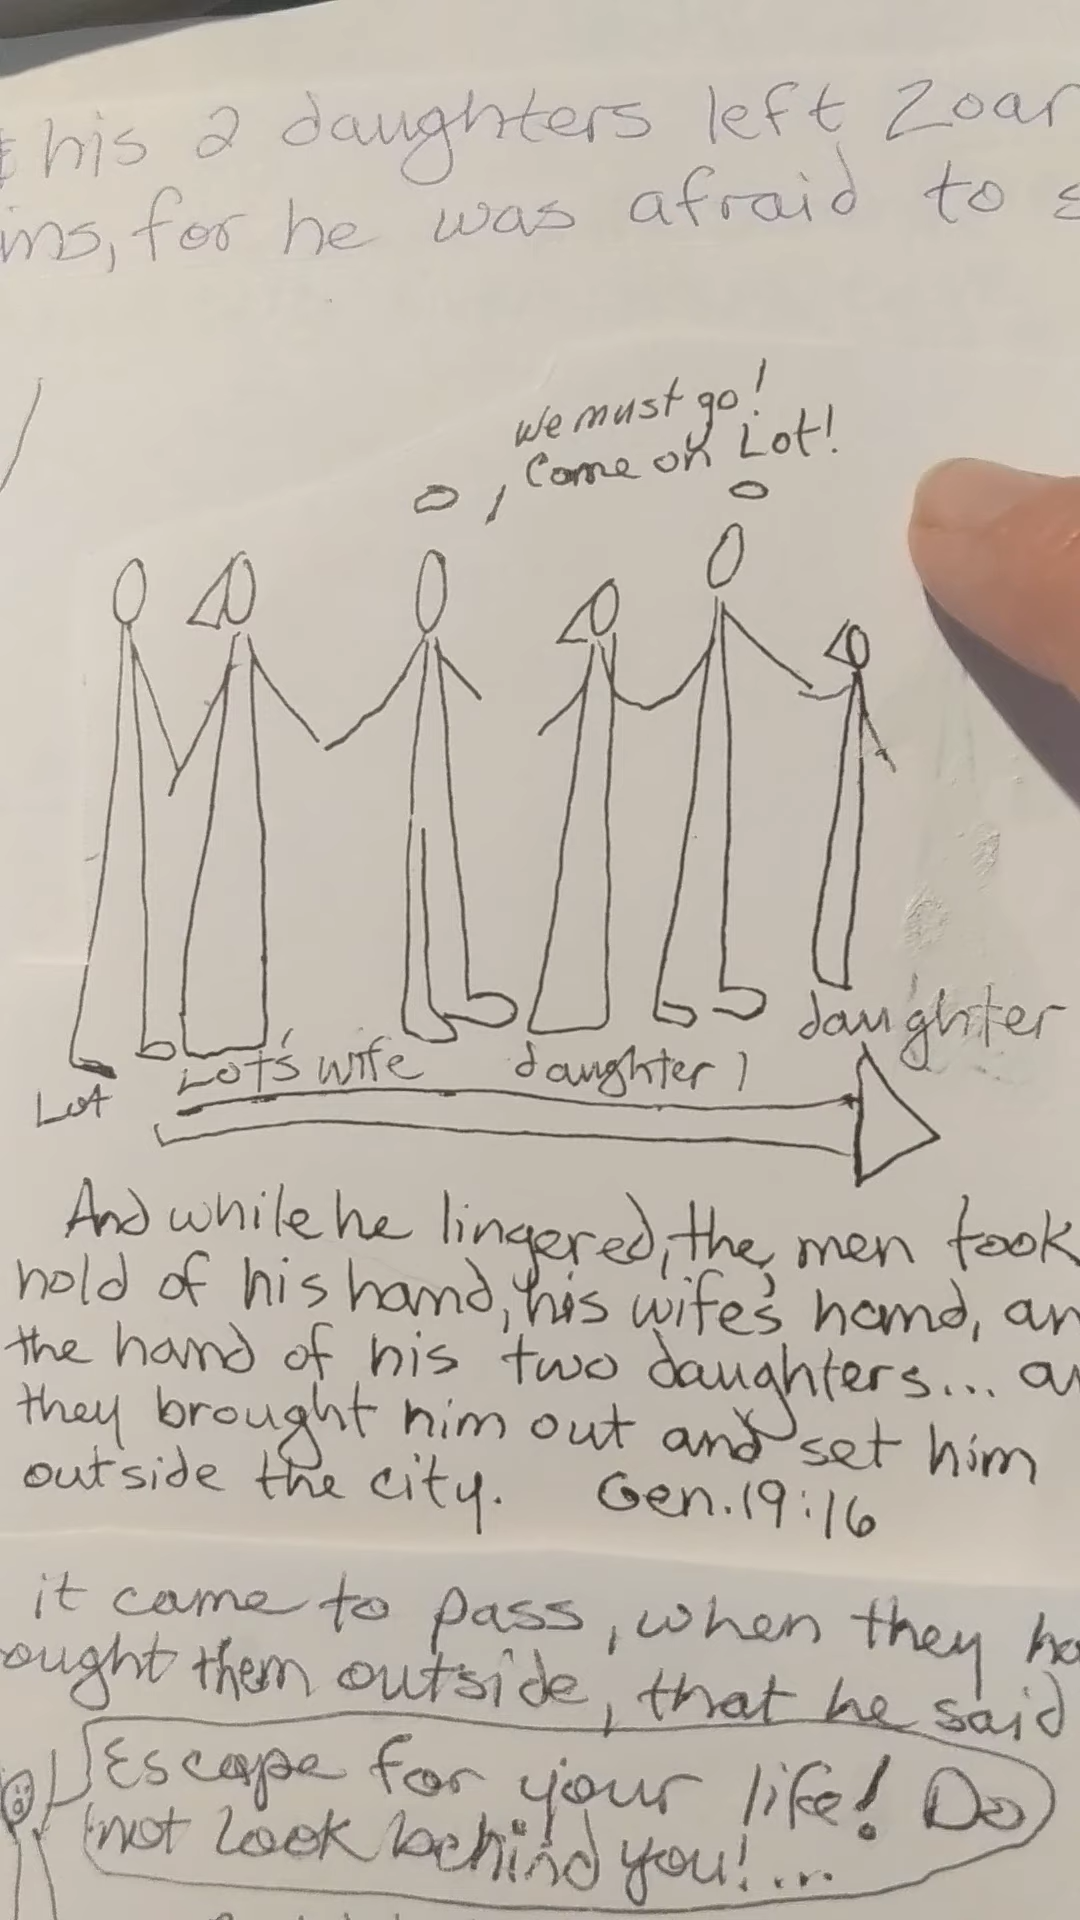 & his 2 daughters left Zoar
ins, for he was afraid to
We must go!
Come on Lot!
daughter
Lot's wife
daughter 1
Lot
And while he lingered, the men took
hold of his hand, his wife's hand, an
the hand of his two daughters... an
they brought him out and set him
outside the city. Gen. 19:16
it came to pass, when they ha
ought them outside, that he said
Escape for your life! Do
not look behind you!...